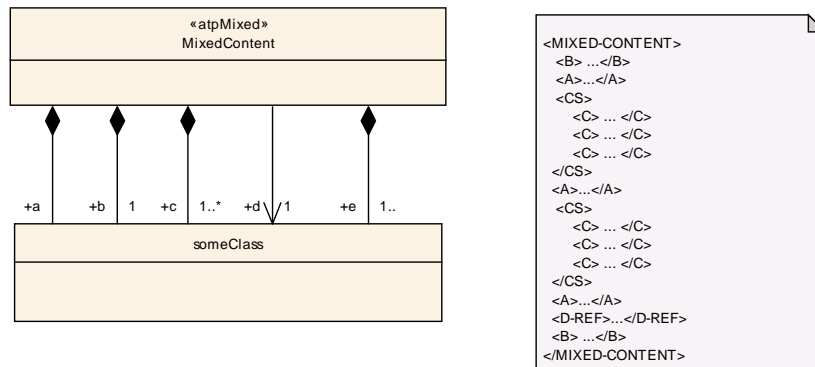 «atpMixed»
MixedContent
+a
+b
1
+c
1..*
+d
1
+e
1..
someClass
<MIXED-CONTENT>
<B> ...</B>
<A>...</A>
<CS>
<C> ... </C>
<C> ... </C>
<C> ... </C>
</CS>
<A>...</A>
<CS>
<C> ... </C>
<C> ... </C>
<C> ... </C>
</CS>
<A>...</A>
<D-REF>...</D-REF>
<B> ...</B>
</MIXED-CONTENT>